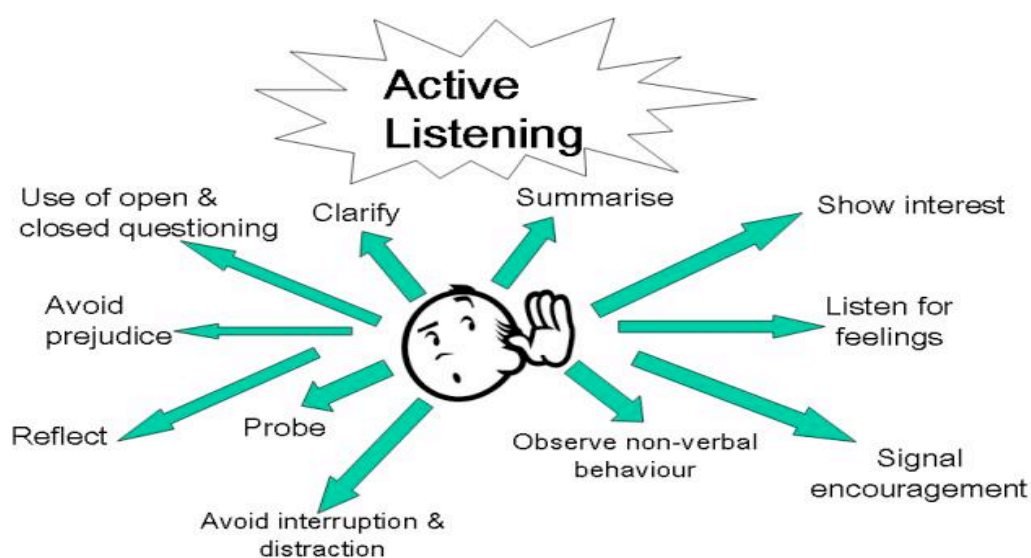 Active
Listening
Use of open &
closed questioning
Clarify
Summarise
Show interest
Avoid
prejudice
Listen for
feelings
Reflect
Probe
Observe non-verbal
behaviour
Signal
encouragement
Avoid interruption &
distraction